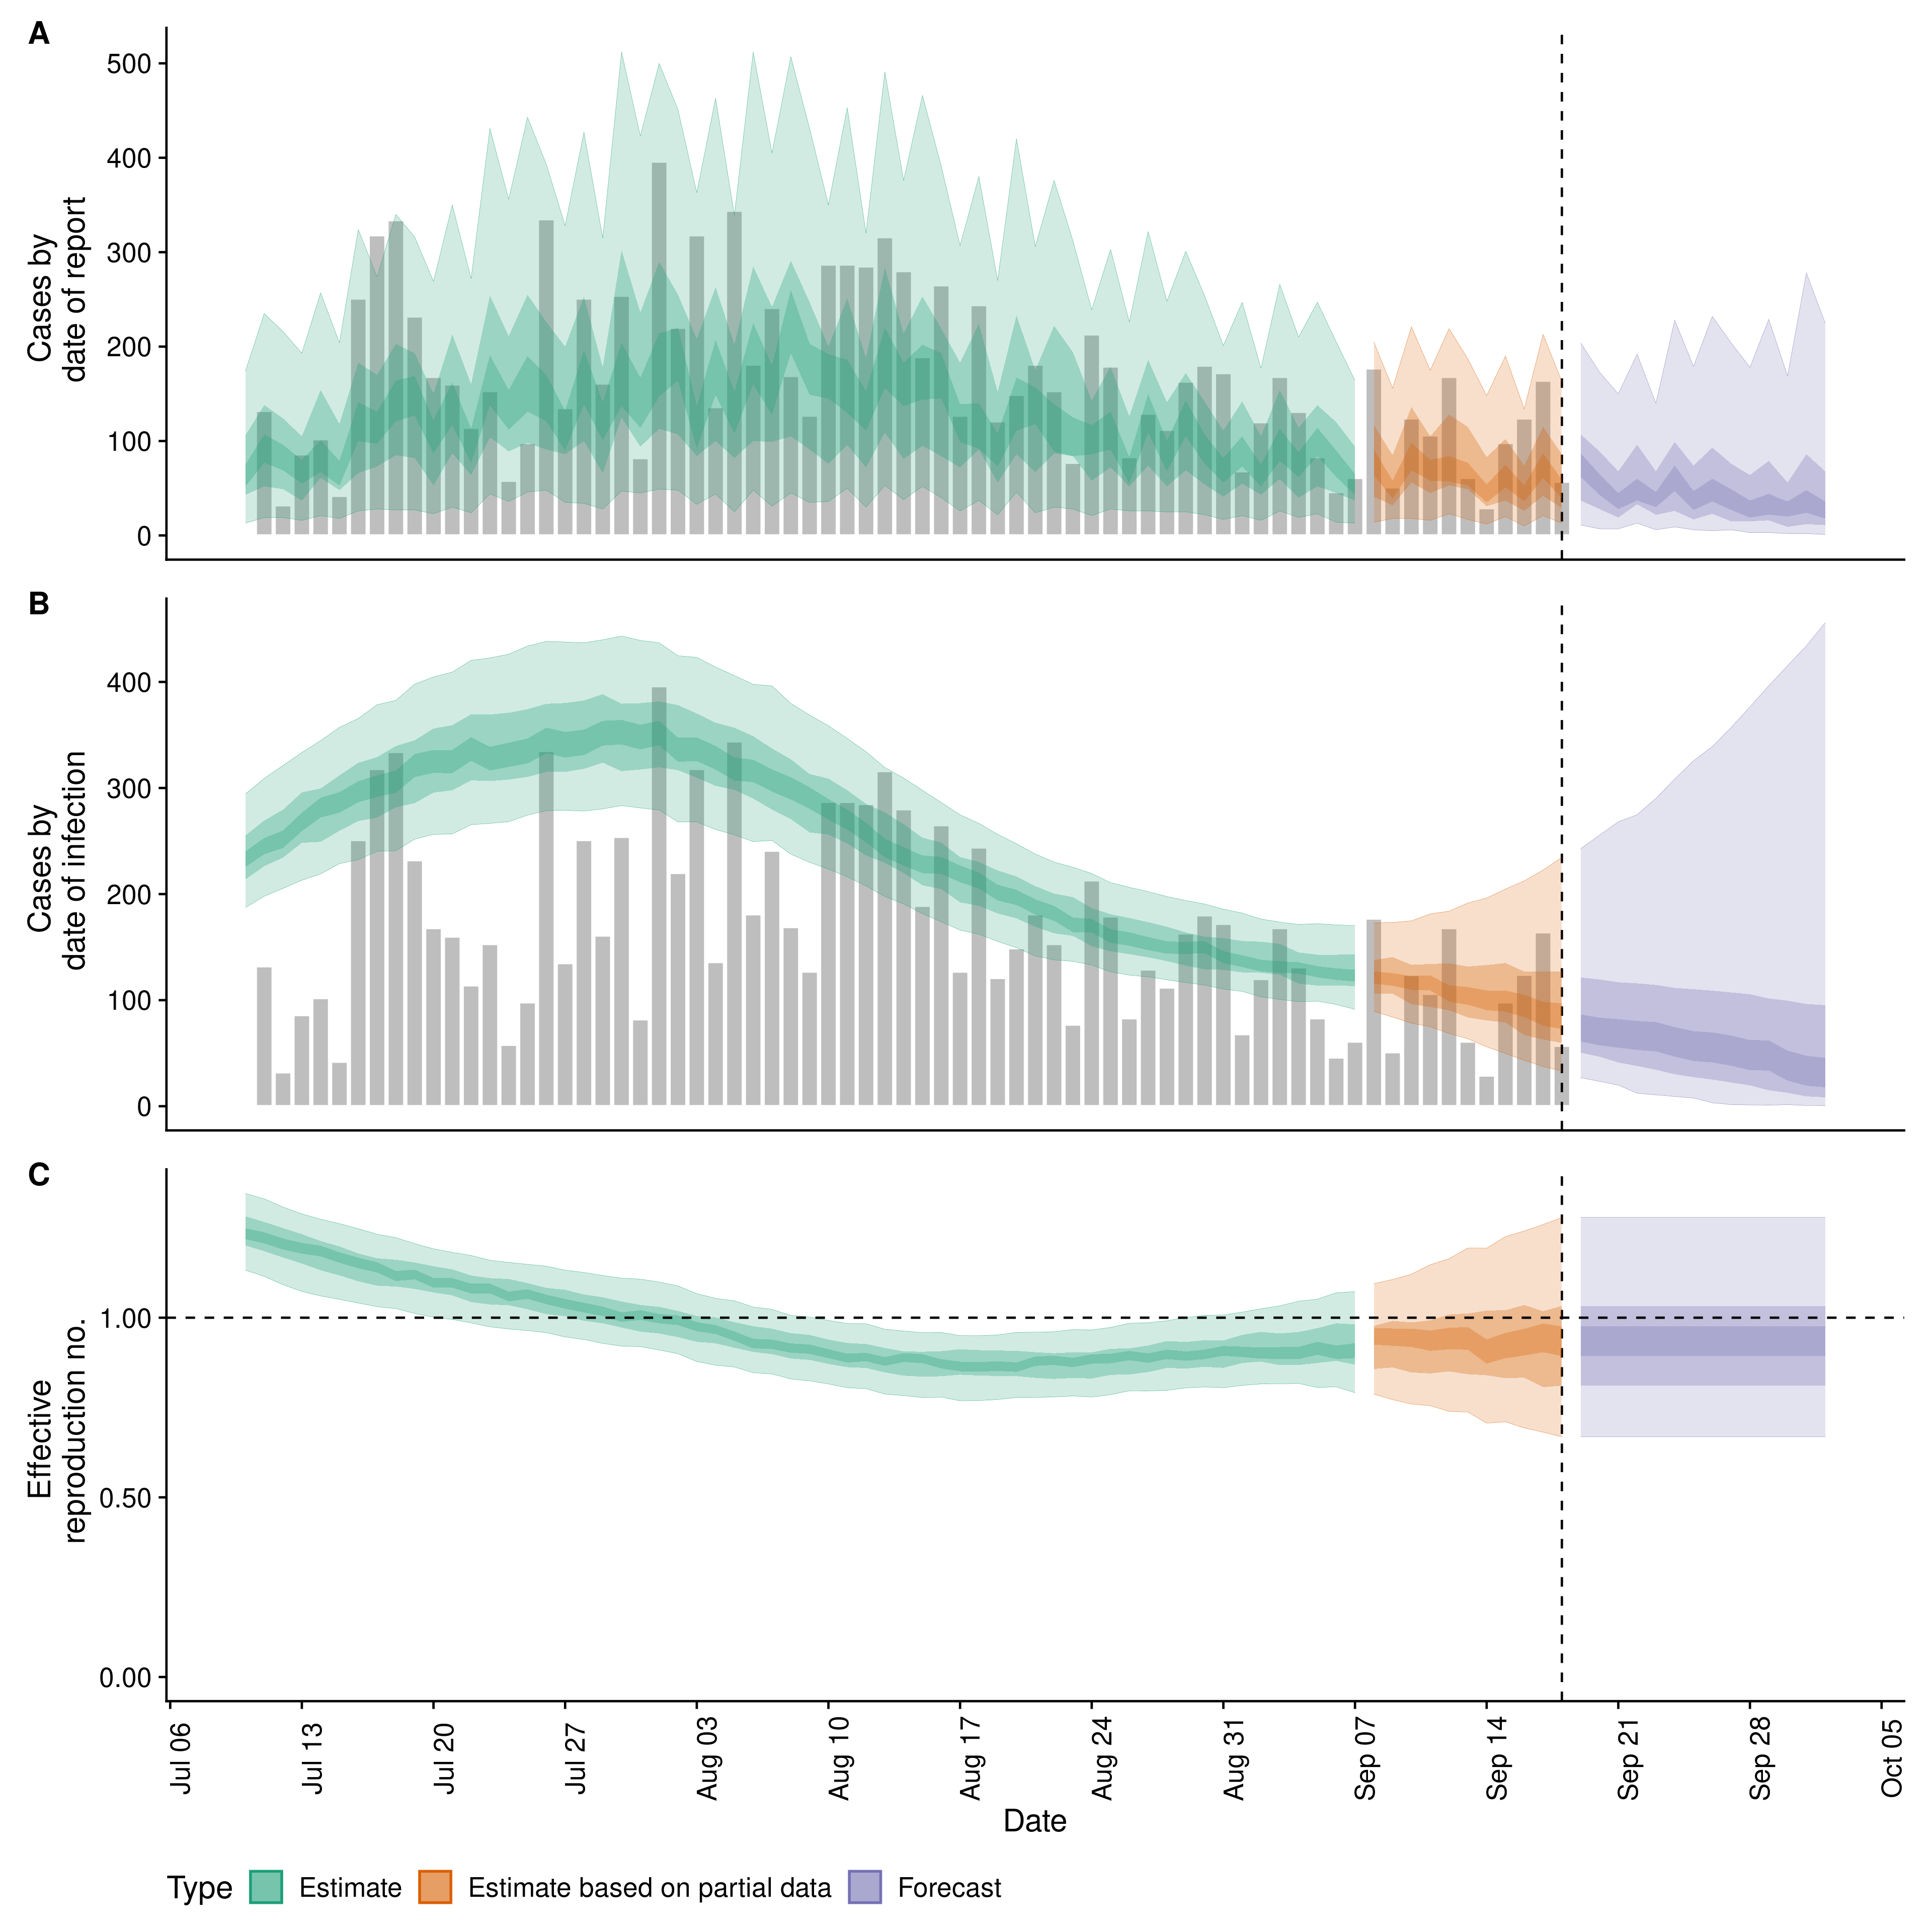 A
500
400
300
200
100
0
Cases by
date of report
B
400
300
200
100
0
Cases by
date of infection
C
1.00
0.50
0.00
Effective
reproduction no.
Jul 06
Jul 13
Jul 20
Jul 27
Aug 03
Aug 10
Aug 17
Aug 24
Aug 31
Sep 07
Sep 14
Sep 21
Sep 28
Oct 05
Date
Type Estimate Estimate based on partial data Forecast